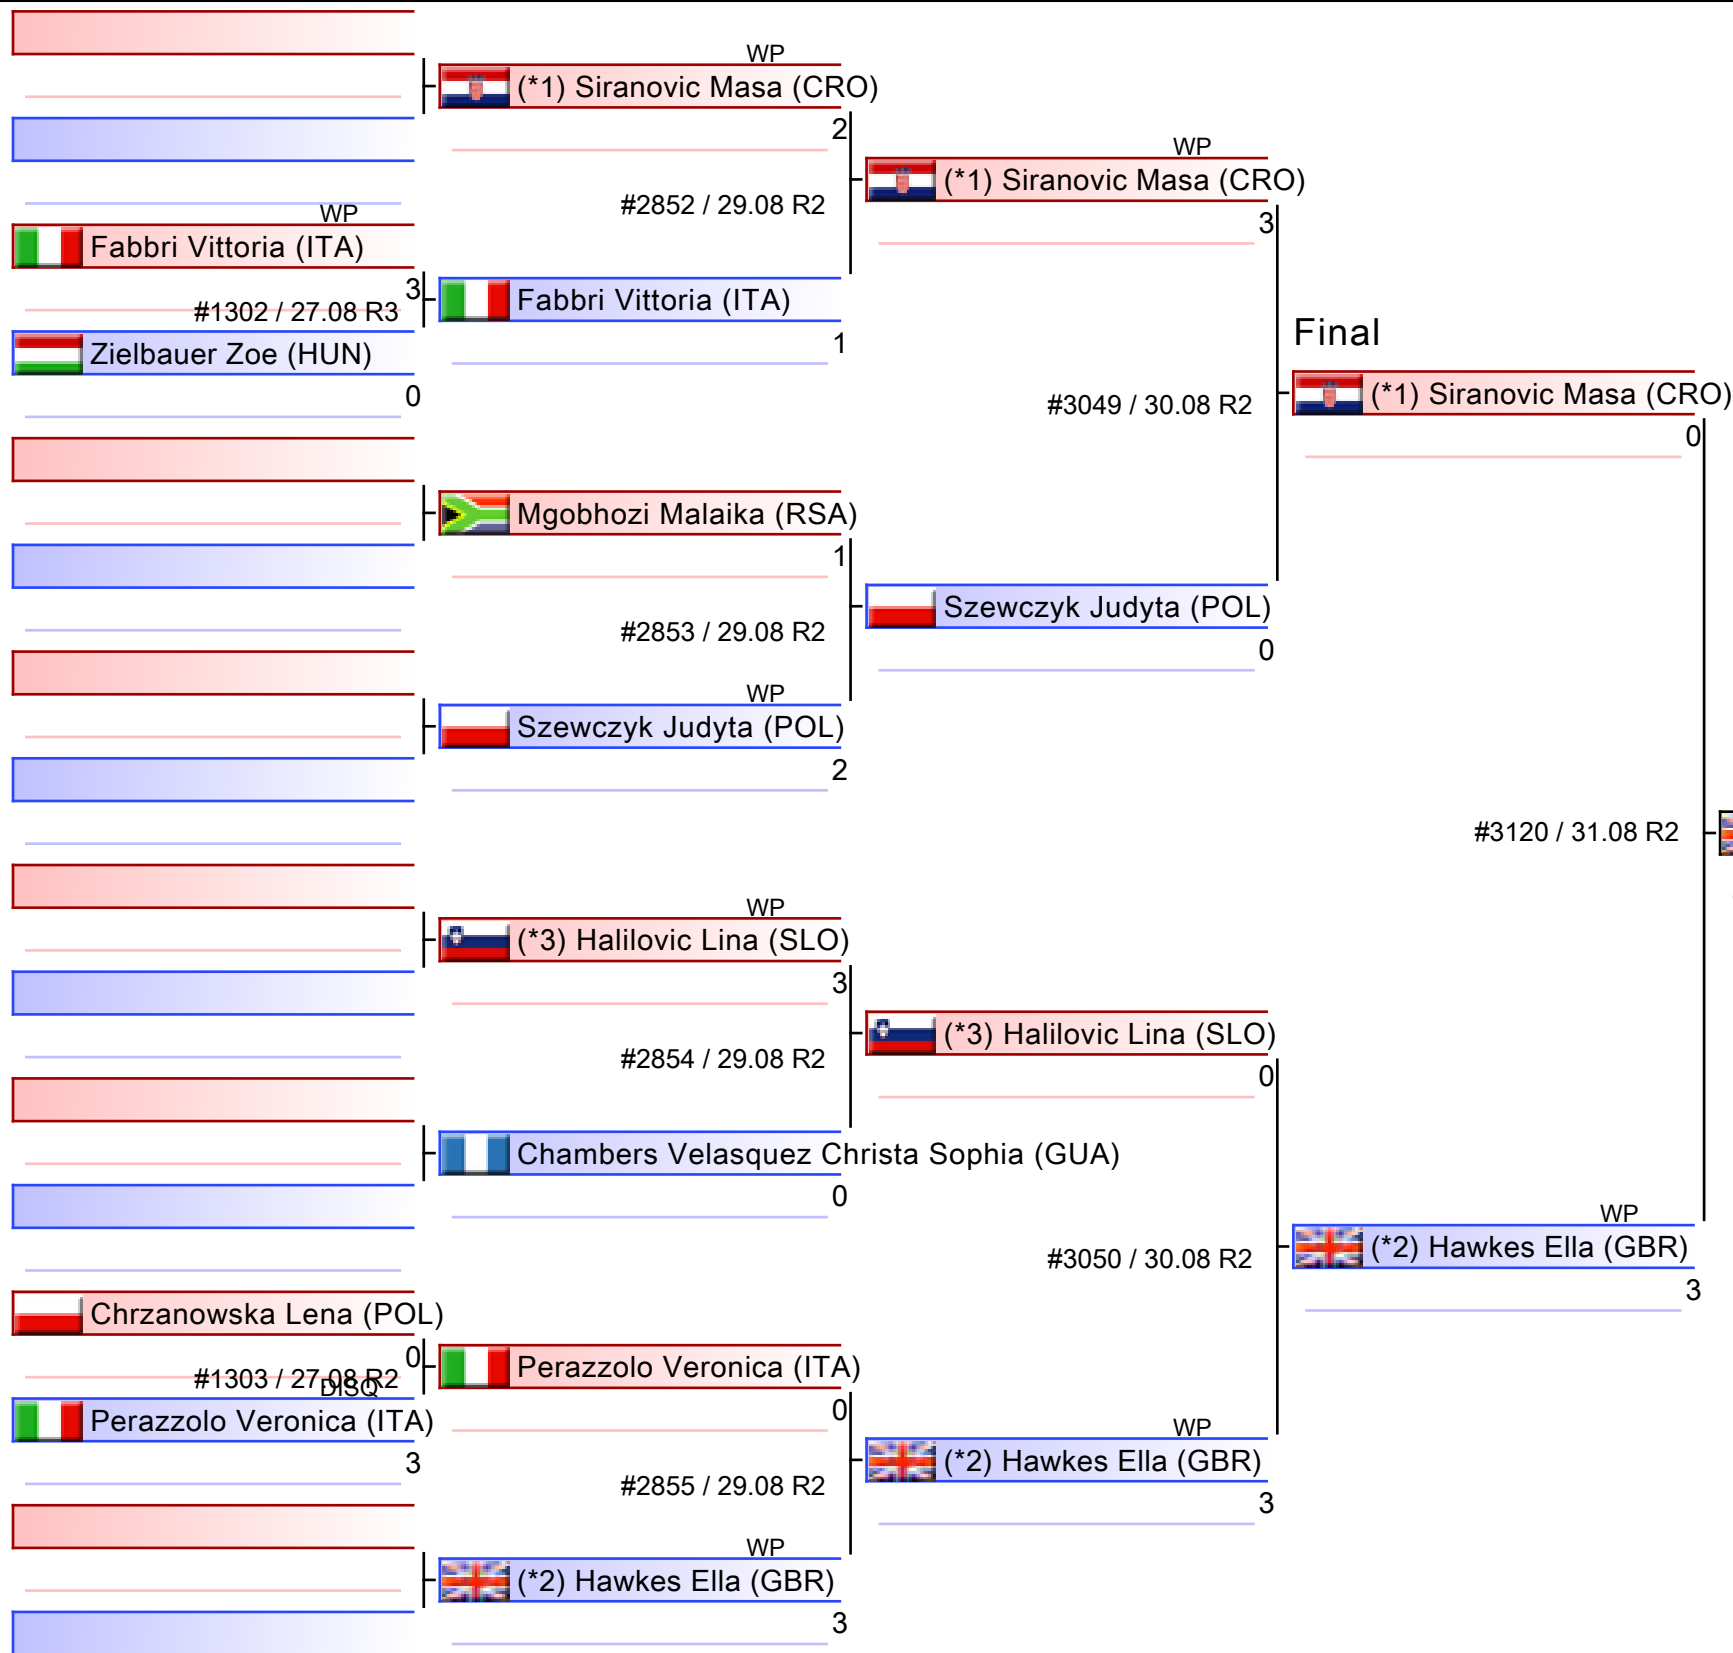 WP
Fabbri Vittoria (ITA)
3
#1302 / 27.08 R3
Zielbauer Zoe (HUN)
0
Chrzanowska Lena (POL)
0
#1303 / 27.08 R2
DISQ
Perazzolo Veronica (ITA)
3
WP
(*1) Siranovic Masa (CRO)
2
#2852 / 29.08 R2
Fabbri Vittoria (ITA)
1
Mgobhozi Malaika (RSA)
1
#2853 / 29.08 R2
WP
Szewczyk Judyta (POL)
2
WP
(*3) Halilovic Lina (SLO)
3
#2854 / 29.08 R2
Chambers Velasquez Christa Sophia (GUA)
0
Perazzolo Veronica (ITA)
0
#2855 / 29.08 R2
WP
(*2) Hawkes Ella (GBR)
3
WP
(*1) Siranovic Masa (CRO)
3
#3049 / 30.08 R2
Szewczyk Judyta (POL)
0
(*3) Halilovic Lina (SLO)
0
#3050 / 30.08 R2
WP
(*2) Hawkes Ella (GBR)
3
Final
(*1) Siranovic Masa (CRO)
0
#3120 / 31.08 R2
WP
(*2) Hawkes Ella (GBR)
3